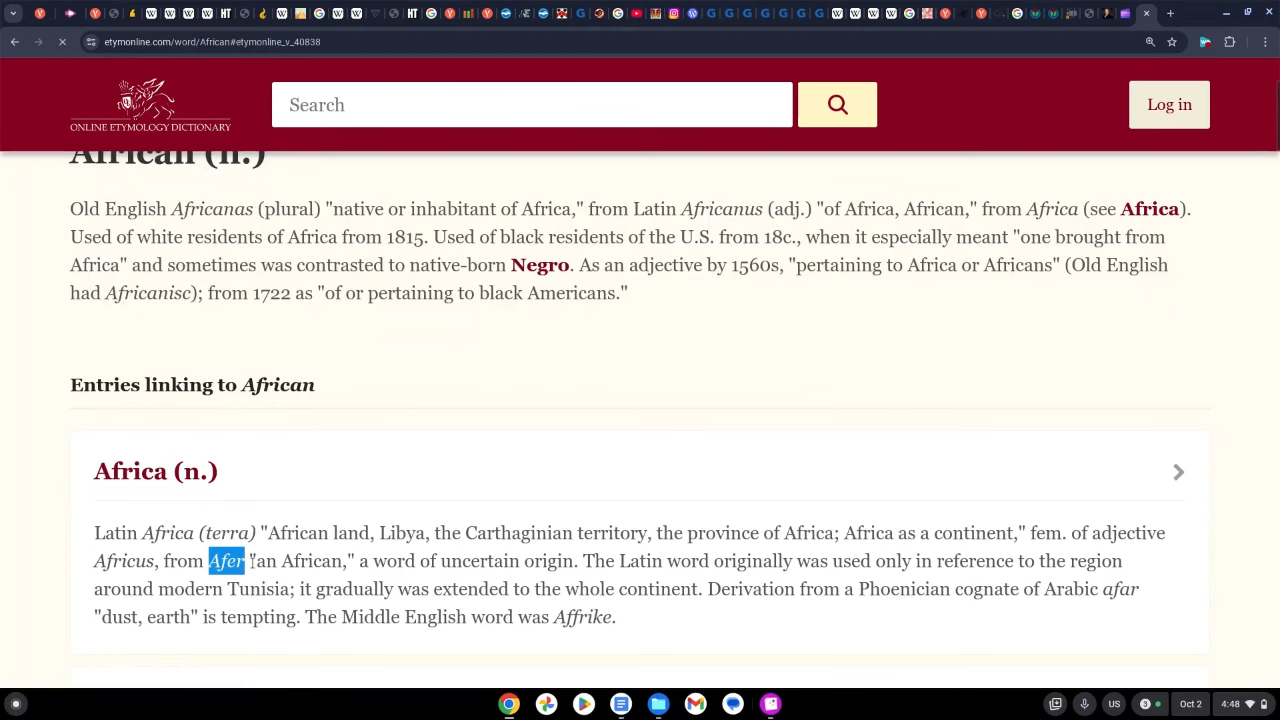 etymonline.com/word/African#etymonline_v_40838
ONLINE ETYMOLOGY DICTIONARY
Search
Log in
African (n.)
Old English Africanas (plural) "native or inhabitant of Africa," from Latin Africanus (adj.) "of Africa, African," from Africa (see Africa).
Used of white residents of Africa from 1815. Used of black residents of the U.S. from 18c., when it especially meant "one brought from
Africa" and sometimes was contrasted to native-born Negro. As an adjective by 1560s, "pertaining to Africa or Africans" (Old English
had Africanisc); from 1722 as "of or pertaining to black Americans."
Entries linking to African
Africa (n.)
Latin Africa (terra) "African land, Libya, the Carthaginian territory, the province of Africa; Africa as a continent," fem. of adjective
Africus, from Afer "an African," a word of uncertain origin. The Latin word originally was used only in reference to the region
around modern Tunisia; it gradually was extended to the whole continent. Derivation from a Phoenician cognate of Arabic afar
"dust, earth" is tempting. The Middle English word was Affrike.
US
3
Oct 2
4:48